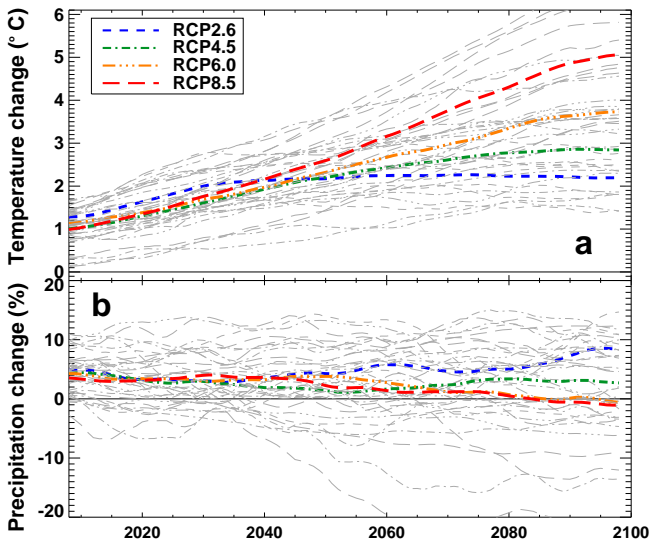 Temperature change (° C)
6
5
4
3
2
1
0
RCP2.6
RCP4.5
RCP6.0
RCP8.5
a
Precipitation change (%)
20
10
0
-10
-20
b
2020 2040 2060 2080 2100